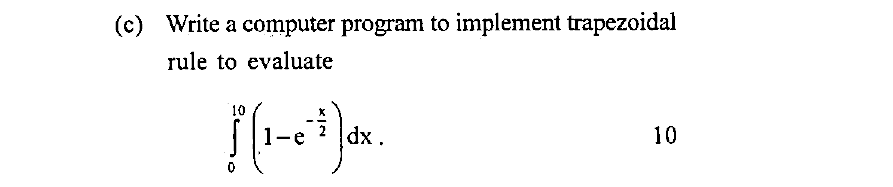 (c) Write a computer program to implement trapezoidal
rule to evaluate
∫₀¹⁰ (1−e^(−x/2)) dx . 10